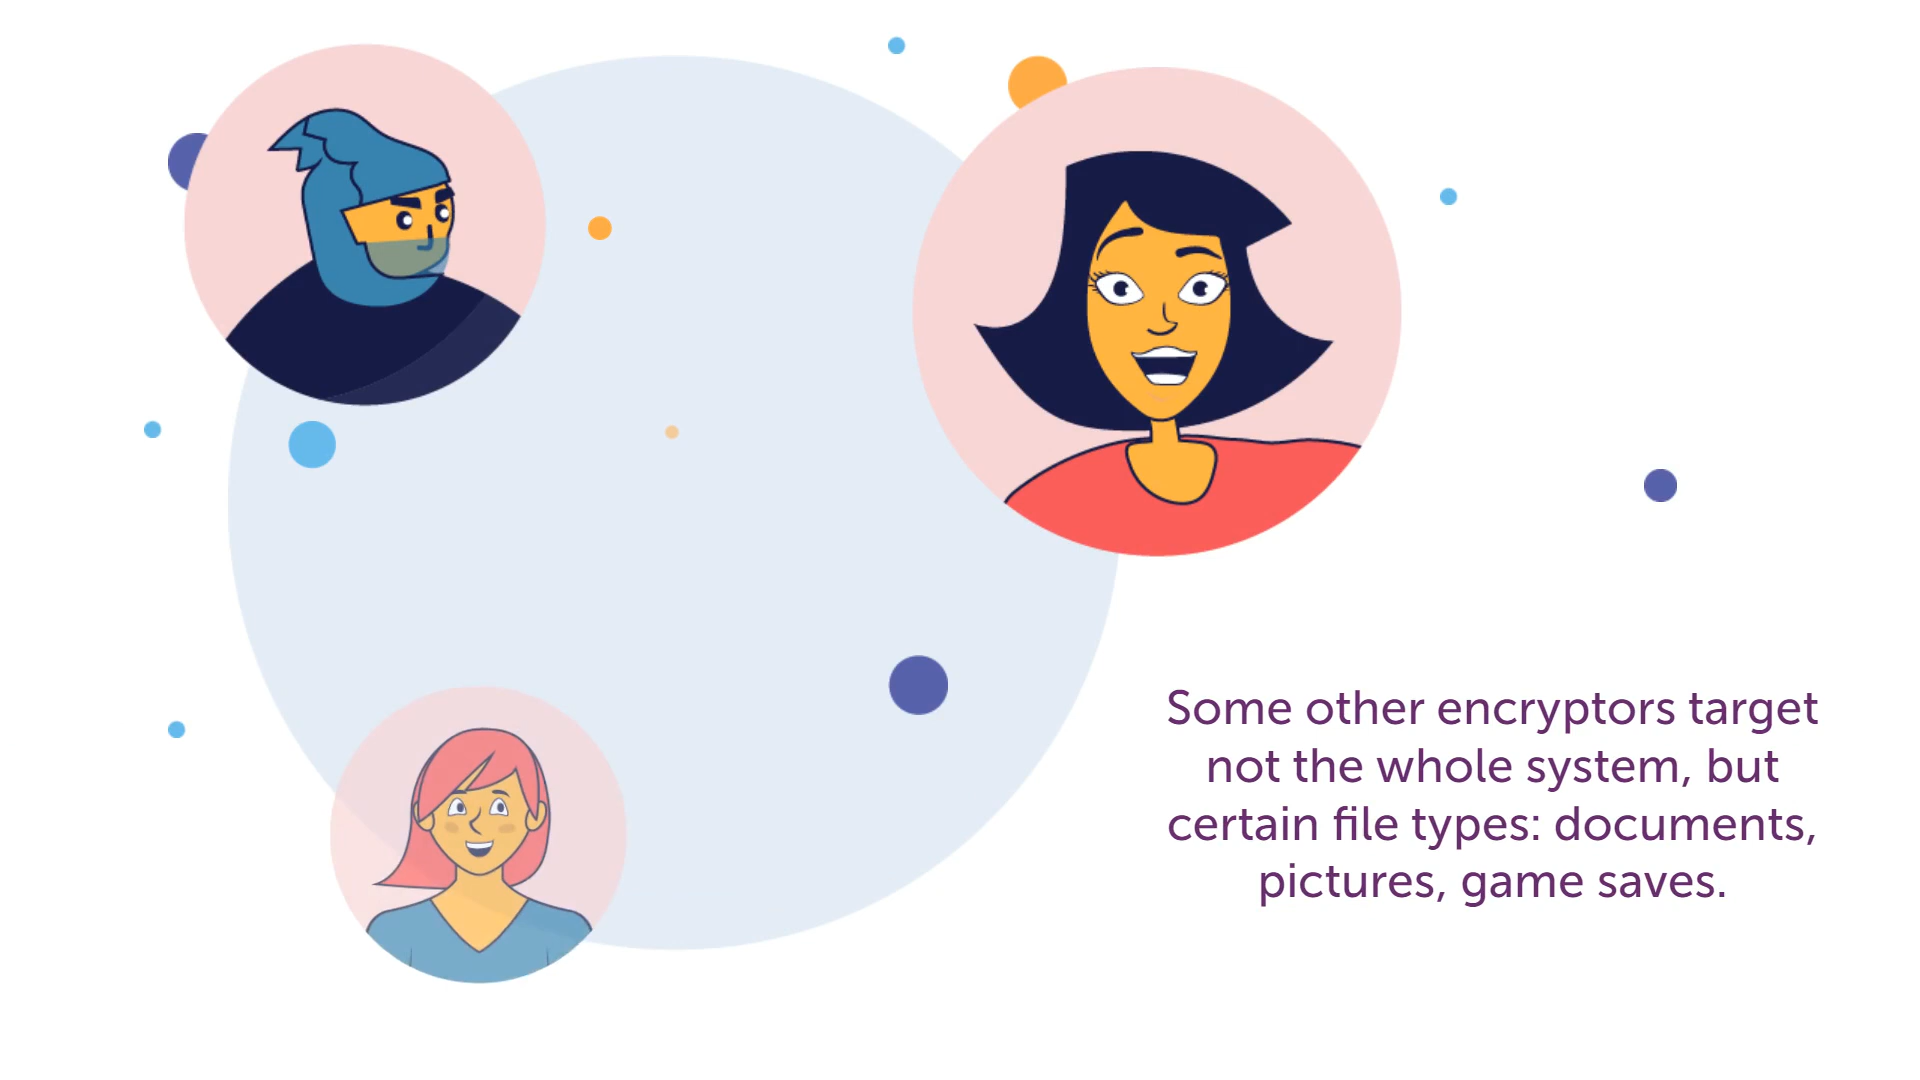 Some other encryptors target
not the whole system, but
certain file types: documents,
pictures, game saves.